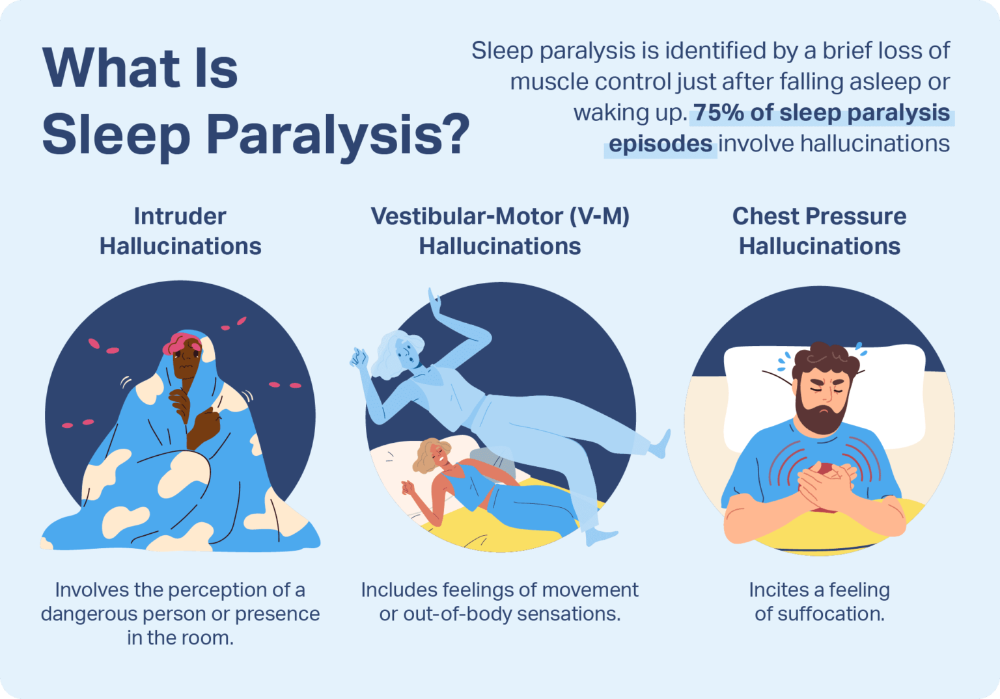 What Is
Sleep Paralysis?
Sleep paralysis is identified by a brief loss of
muscle control just after falling asleep or
waking up. 75% of sleep paralysis
episodes involve hallucinations
Intruder
Hallucinations
Involves the perception of a
dangerous person or presence
in the room.
Vestibular-Motor (V-M)
Hallucinations
Includes feelings of movement
or out-of-body sensations.
Chest Pressure
Hallucinations
Incites a feeling
of suffocation.